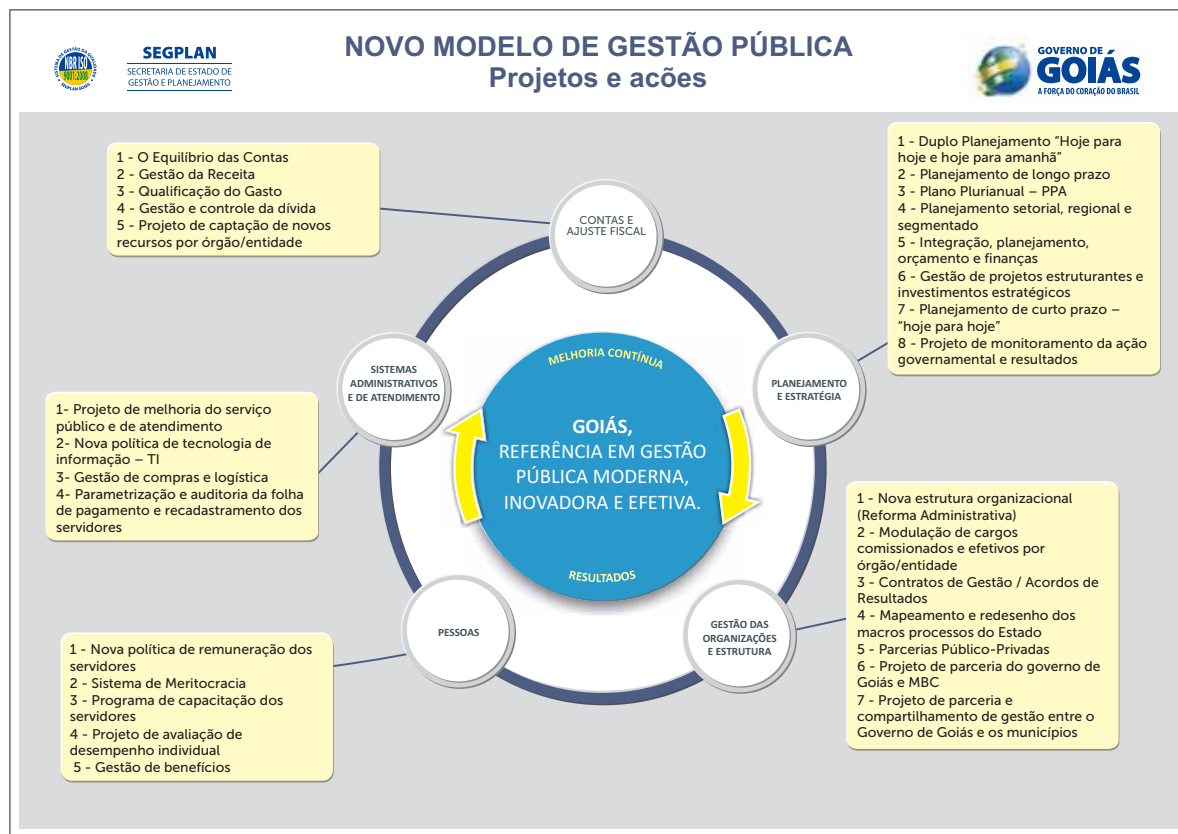 SISTEMA DE GESTÃO DA QUALIDADE
NBR ISO
9001:2008
SEGPLAN GOIÁS
SEGPLAN
SECRETARIA DE ESTADO DE
GESTÃO E PLANEJAMENTO
NOVO MODELO DE GESTÃO PÚBLICA
Projetos e acões
GOVERNO DE
GOIÁS
A FORÇA DO CORAÇÃO DO BRASIL
1 - O Equilíbrio das Contas
2 - Gestão da Receita
3 - Qualificação do Gasto
4 - Gestão e controle da dívida
5 - Projeto de captação de novos
recursos por órgão/entidade
CONTAS E
AJUSTE FISCAL
1 - Duplo Planejamento “Hoje para
hoje e hoje para amanhã”
2 - Planejamento de longo prazo
3 - Plano Plurianual – PPA
4 - Planejamento setorial, regional e
segmentado
5 - Integração, planejamento,
orçamento e finanças
6 - Gestão de projetos estruturantes e
investimentos estratégicos
7 - Planejamento de curto prazo –
“hoje para hoje”
8 - Projeto de monitoramento da ação
governamental e resultados
PLANEJAMENTO
E ESTRATÉGIA
SISTEMAS
ADMINISTRATIVOS
E DE ATENDIMENTO
1- Projeto de melhoria do serviço
público e de atendimento
2- Nova política de tecnologia de
informação – TI
3- Gestão de compras e logística
4- Parametrização e auditoria da folha
de pagamento e recadastramento dos
servidores
MELHORIA CONTÍNUA
GOIÁS,
REFERÊNCIA EM GESTÃO
PÚBLICA MODERNA,
INOVADORA E EFETIVA.
RESULTADOS
1 - Nova estrutura organizacional
(Reforma Administrativa)
2 - Modulação de cargos
comissionados e efetivos por
órgão/entidade
3 - Contratos de Gestão / Acordos de
Resultados
4 - Mapeamento e redesenho dos
macros processos do Estado
5 - Parcerias Público-Privadas
6 - Projeto de parceria do governo de
Goiás e MBC
7 - Projeto de parceria e
compartilhamento de gestão entre o
Governo de Goiás e os municípios
GESTÃO DAS
ORGANIZAÇÕES
E ESTRUTURA
PESSOAS
1 - Nova política de remuneração dos
servidores
2 - Sistema de Meritocracia
3 - Programa de capacitação dos
servidores
4 - Projeto de avaliação de
desempenho individual
5 - Gestão de benefícios